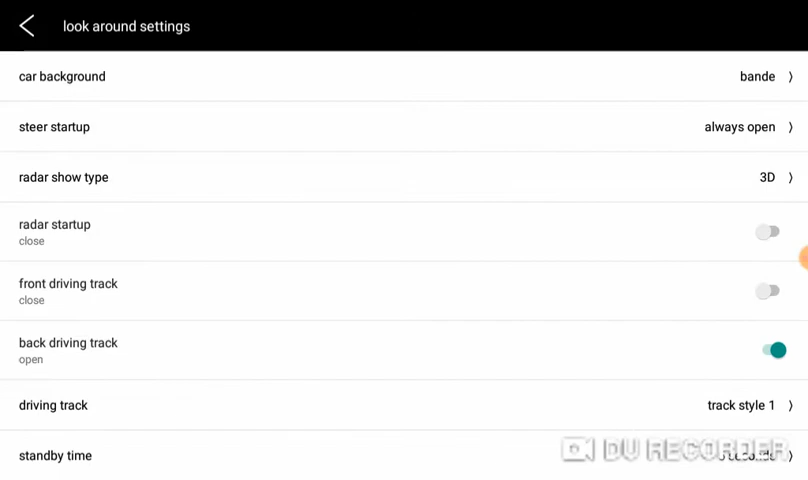 look around settings
car background
bande
steer startup
always open
radar show type
3D
radar startup
close
front driving track
close
back driving track
open
driving track
track style 1
standby time
DU RECORDER